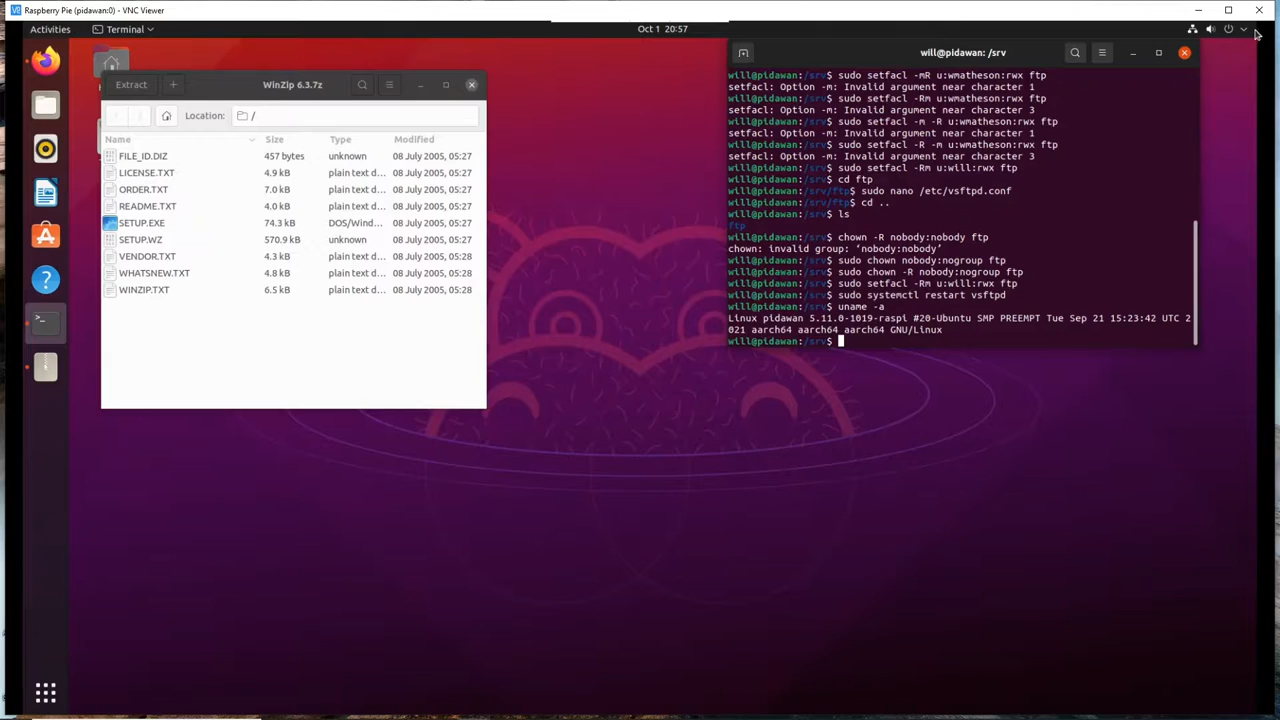 Raspberry Pie (pidawan:0) - VNC Viewer
Activities
Terminal
Oct 1 20:57
Extract
WinZip 6.3.7z
Location:
/
Name Size Type Modified
FILE_ID.DIZ 457 bytes unknown 08 July 2005, 05:27
LICENSE.TXT 4.9 kB plain text d... 08 July 2005, 05:27
ORDER.TXT 7.0 kB plain text d... 08 July 2005, 05:27
README.TXT 4.0 kB plain text d... 08 July 2005, 05:27
SETUP.EXE 74.3 kB DOS/Wind... 08 July 2005, 05:27
SETUP.WZ 570.9 kB unknown 08 July 2005, 05:27
VENDOR.TXT 4.3 kB plain text d... 08 July 2005, 05:28
WHATSNEW.TXT 4.8 kB plain text d... 08 July 2005, 05:27
WINZIP.TXT 6.5 kB plain text d... 08 July 2005, 05:28
will@pidawan: /srv
will@pidawan:/srv$ sudo setfacl -mR u:wmatheson:rwx ftp
setfacl: Option -m: Invalid argument near character 1
will@pidawan:/srv$ sudo setfacl -Rm u:wmatheson:rwx ftp
setfacl: Option -m: Invalid argument near character 3
will@pidawan:/srv$ sudo setfacl -m -R u:wmatheson:rwx ftp
setfacl: Option -m: Invalid argument near character 1
will@pidawan:/srv$ sudo setfacl -R -m u:wmatheson:rwx ftp
setfacl: Option -m: Invalid argument near character 3
will@pidawan:/srv$ sudo setfacl -Rm u:will:rwx ftp
will@pidawan:/srv$ cd ftp
will@pidawan:/srv/ftp$ sudo nano /etc/vsftpd.conf
will@pidawan:/srv/ftp$ cd ..
will@pidawan:/srv$ ls
ftp
will@pidawan:/srv$ chown -R nobody:nobody ftp
chown: invalid group: ‘nobody:nobody’
will@pidawan:/srv$ sudo chown nobody:nogroup ftp
will@pidawan:/srv$ sudo chown -R nobody:nogroup ftp
will@pidawan:/srv$ sudo setfacl -Rm u:will:rwx ftp
will@pidawan:/srv$ sudo systemctl restart vsftpd
will@pidawan:/srv$ uname -a
Linux pidawan 5.11.0-1019-raspi #20-Ubuntu SMP PREEMPT Tue Sep 21 15:23:42 UTC 2
021 aarch64 aarch64 aarch64 GNU/Linux
will@pidawan:/srv$